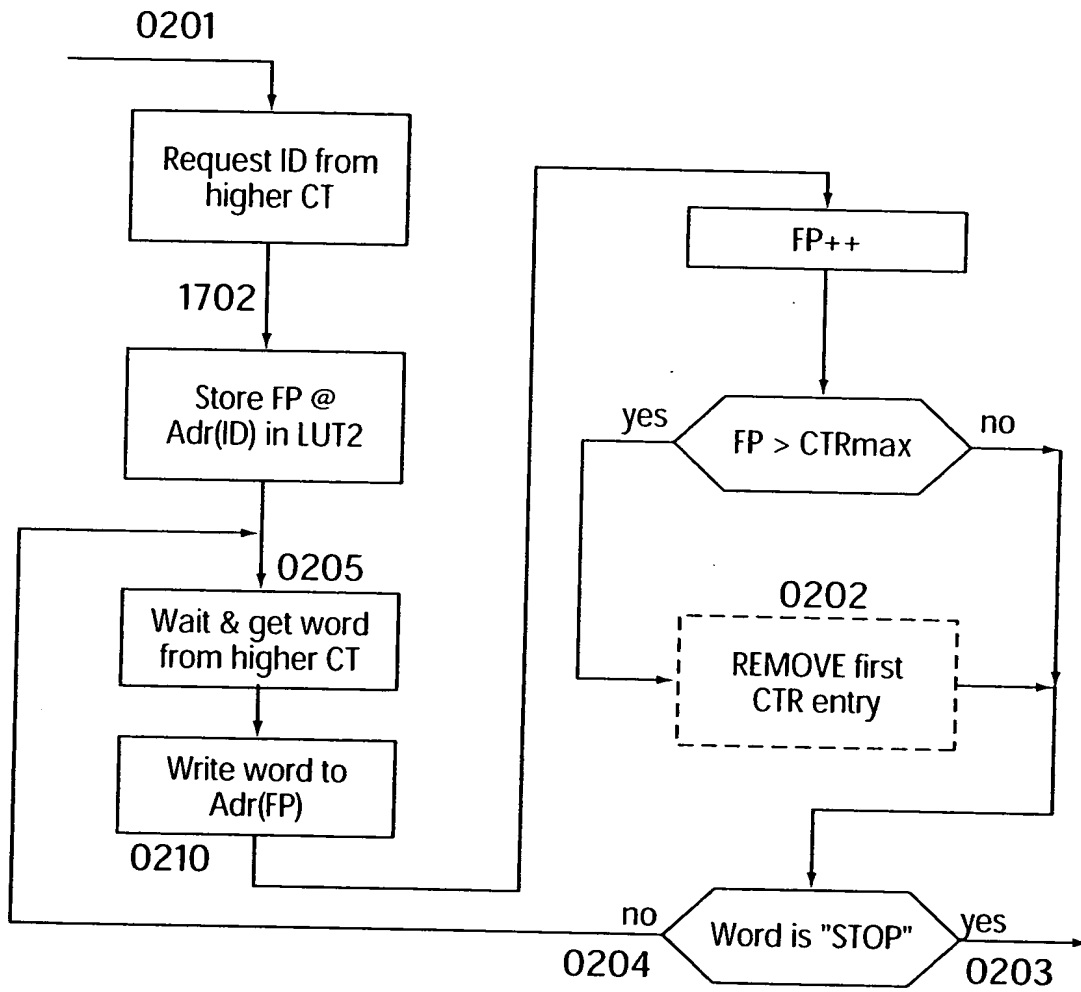 0201
Request ID from
higher CT
1702
Store FP @
Adr(ID) in LUT2
0205
Wait & get word
from higher CT
Write word to
Adr(FP)
0210
FP++
yes
FP > CTRmax
no
0202
REMOVE first
CTR entry
no
Word is "STOP"
yes
0204
0203